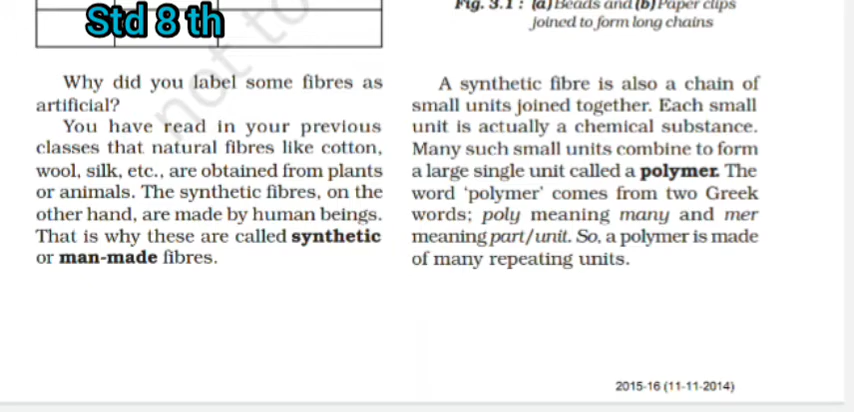 Std 8 th
Fig. 3.1 : (a) Beads and (b) Paper clips
joined to form long chains
not to
Why did you label some fibres as
artificial?
You have read in your previous
classes that natural fibres like cotton,
wool, silk, etc., are obtained from plants
or animals. The synthetic fibres, on the
other hand, are made by human beings.
That is why these are called synthetic
or man-made fibres.
A synthetic fibre is also a chain of
small units joined together. Each small
unit is actually a chemical substance.
Many such small units combine to form
a large single unit called a polymer. The
word ‘polymer’ comes from two Greek
words; poly meaning many and mer
meaning part/unit. So, a polymer is made
of many repeating units.
2015-16 (11-11-2014)